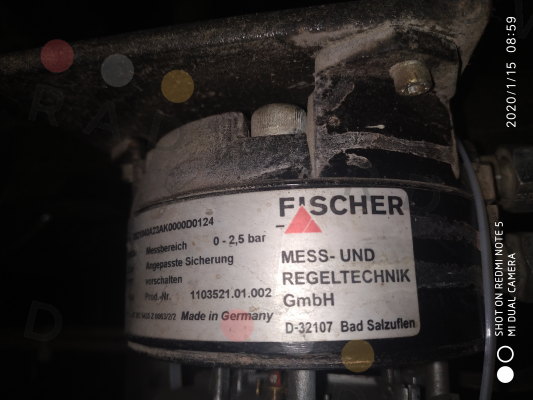 2020/1/15 08:59
FISCHER
MESS- UND
REGELTECHNIK
GmbH
D-32107 Bad Salzuflen
Messbereich 0 - 2,5 bar
Angepasste Sicherung
vorschalten
Prod.-Nr. 1103521.01.002
Made in Germany
SHOT ON REDMI NOTE 5
MI DUAL CAMERA